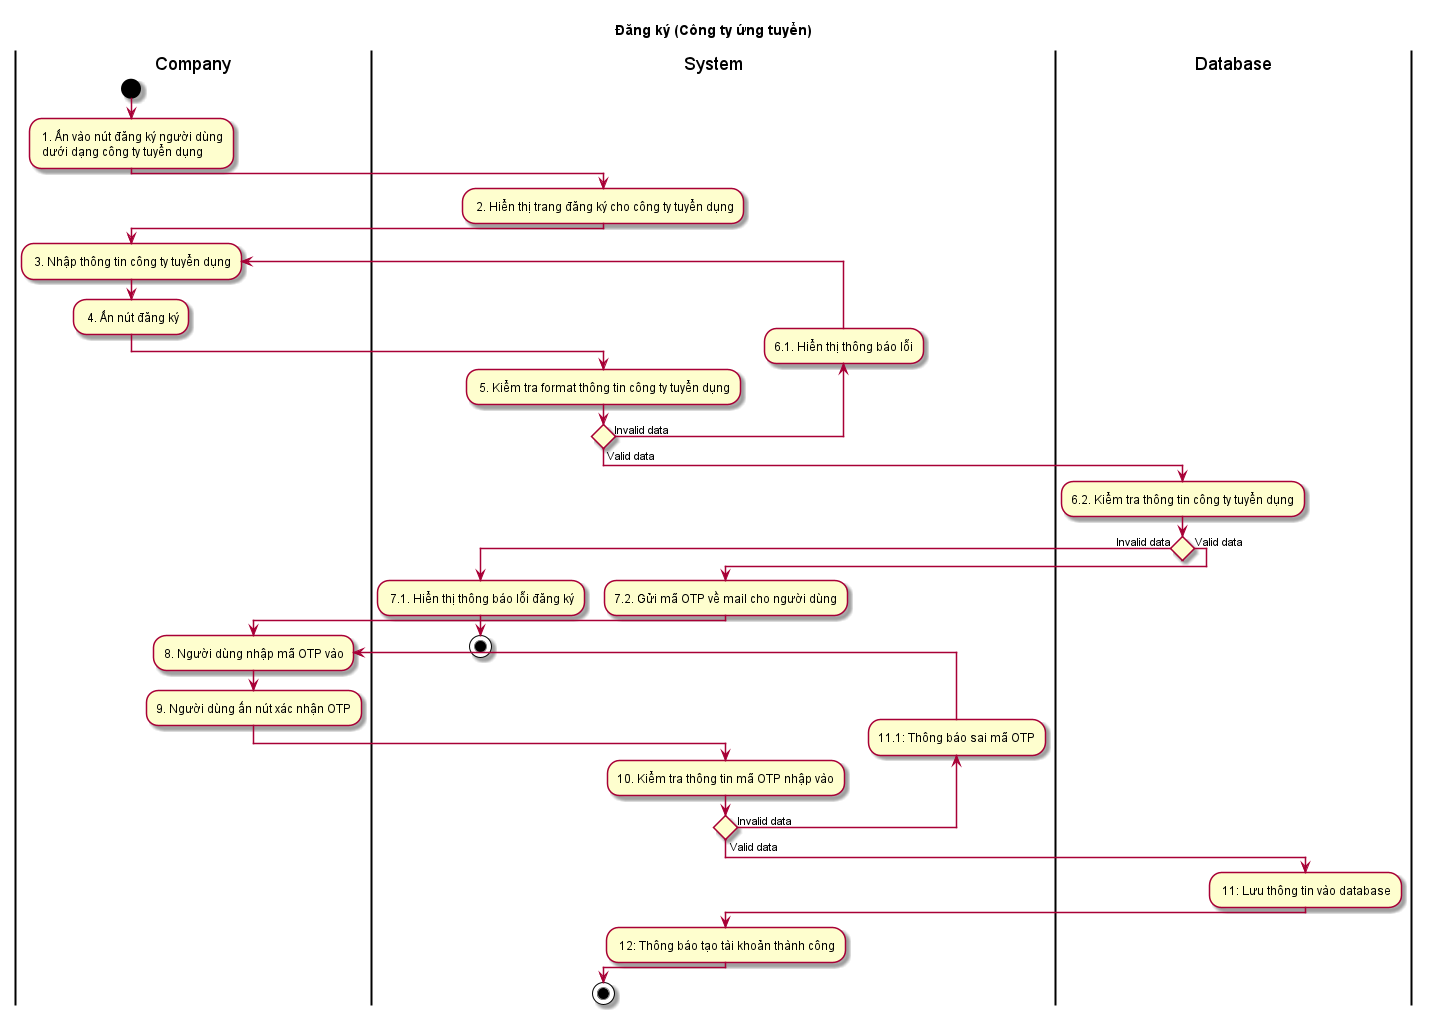 Đăng ký (Công ty ứng tuyển)
Company
System
Database
1. Ấn vào nút đăng ký người dùng
dưới dạng công ty tuyển dụng
2. Hiển thị trang đăng ký cho công ty tuyển dụng
3. Nhập thông tin công ty tuyển dụng
4. Ấn nút đăng ký
6.1. Hiển thị thông báo lỗi
5. Kiểm tra format thông tin công ty tuyển dụng
Invalid data
Valid data
6.2. Kiểm tra thông tin công ty tuyển dụng
Invalid data
Valid data
7.1. Hiển thị thông báo lỗi đăng ký
7.2. Gửi mã OTP về mail cho người dùng
8. Người dùng nhập mã OTP vào
9. Người dùng ấn nút xác nhận OTP
11.1: Thông báo sai mã OTP
10. Kiểm tra thông tin mã OTP nhập vào
Invalid data
Valid data
11: Lưu thông tin vào database
12: Thông báo tạo tài khoản thành công